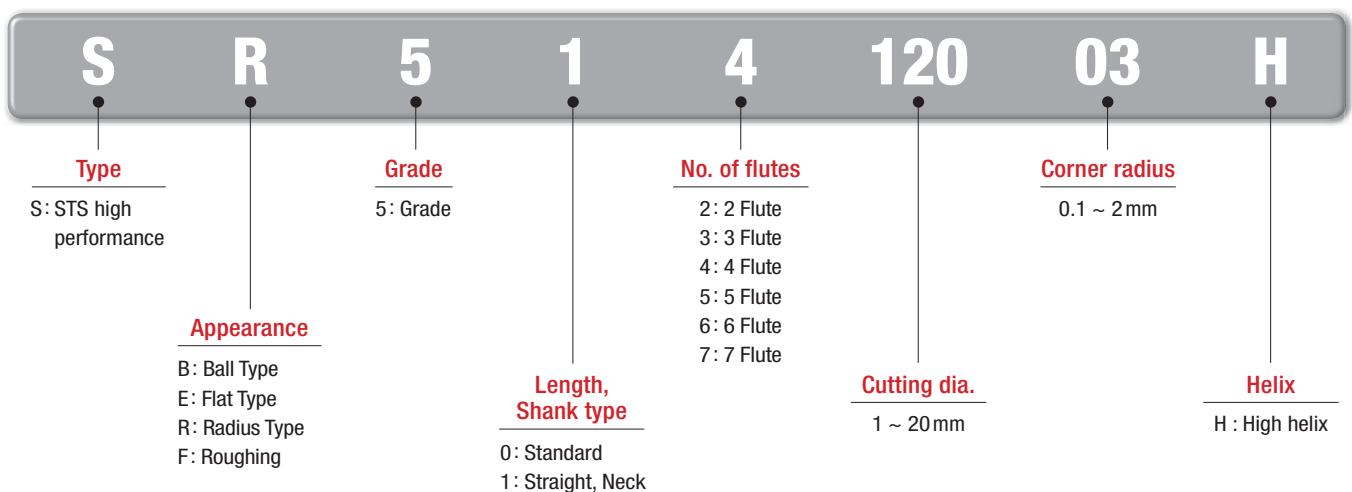 S R 5 1 4 120 03 H
Type
S: STS high
performance
Appearance
B: Ball Type
E: Flat Type
R: Radius Type
F: Roughing
Grade
5: Grade
Length,
Shank type
0: Standard
1: Straight, Neck
No. of flutes
2: 2 Flute
3: 3 Flute
4: 4 Flute
5: 5 Flute
6: 6 Flute
7: 7 Flute
Cutting dia.
1 ~ 20 mm
Corner radius
0.1 ~ 2 mm
Helix
H : High helix